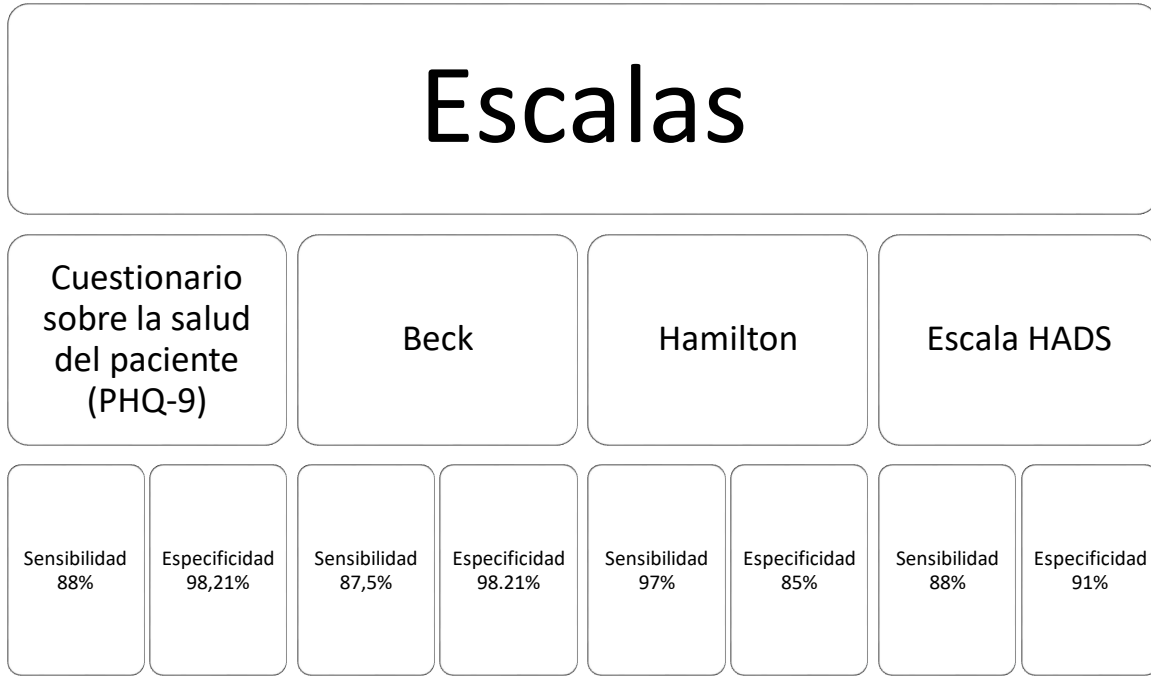 Escalas
Cuestionario
sobre la salud
del paciente
(PHQ-9)
Beck
Hamilton
Escala HADS
Sensibilidad
88%
Especificidad
98,21%
Sensibilidad
87,5%
Especificidad
98.21%
Sensibilidad
97%
Especificidad
85%
Sensibilidad
88%
Especificidad
91%